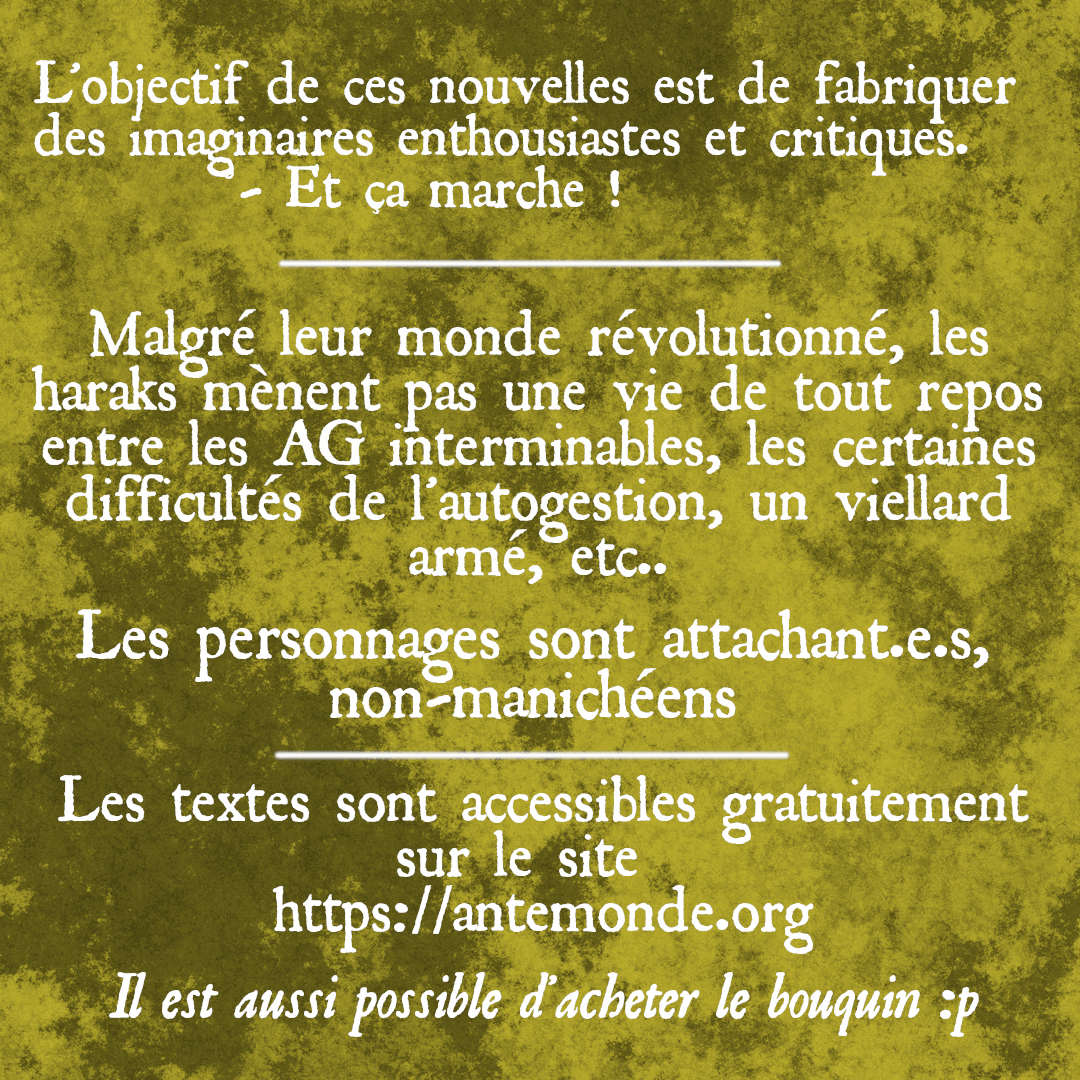 L'objectif de ces nouvelles est de fabriquer
des imaginaires enthousiastes et critiques.
- Et ça marche !
Malgré leur monde révolutionné, les
haraks mènent pas une vie de tout repos
entre les AG interminables, les certaines
difficultés de l'autogestion, un viellard
armé, etc..
Les personnages sont attachant.e.s,
non-manichéens
Les textes sont accessibles gratuitement
sur le site
https://antemonde.org
Il est aussi possible d'acheter le bouquin :p